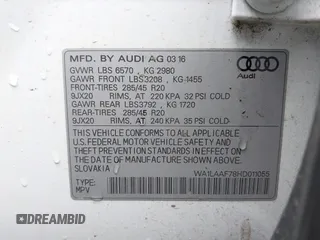 MFD. BY AUDI AG 03 16
GVWR LBS 6570 , KG 2980
GAWR FRONT LBS3208 , KG 1455
FRONT-TIRES 285/45 R20
9JX20 RIMS, AT 220 KPA 32 PSI COLD
GAWR REAR LBS3792 , KG 1720
REAR-TIRES 285/45 R20
9JX20 RIMS, AT 240 KPA 35 PSI COLD
Audi
THIS VEHICLE CONFORMS TO ALL APPLICABLE
U.S.FEDERAL MOTOR VEHICLE SAFETY AND
THEFT PREVENTION STANDARDS IN EFFECT ON
THE DATE OF MANUFACTURE SHOWN ABOVE.
SLOVAKIA
TYPE:
MPV
WA1LAAF78HD011055
DREAMBID